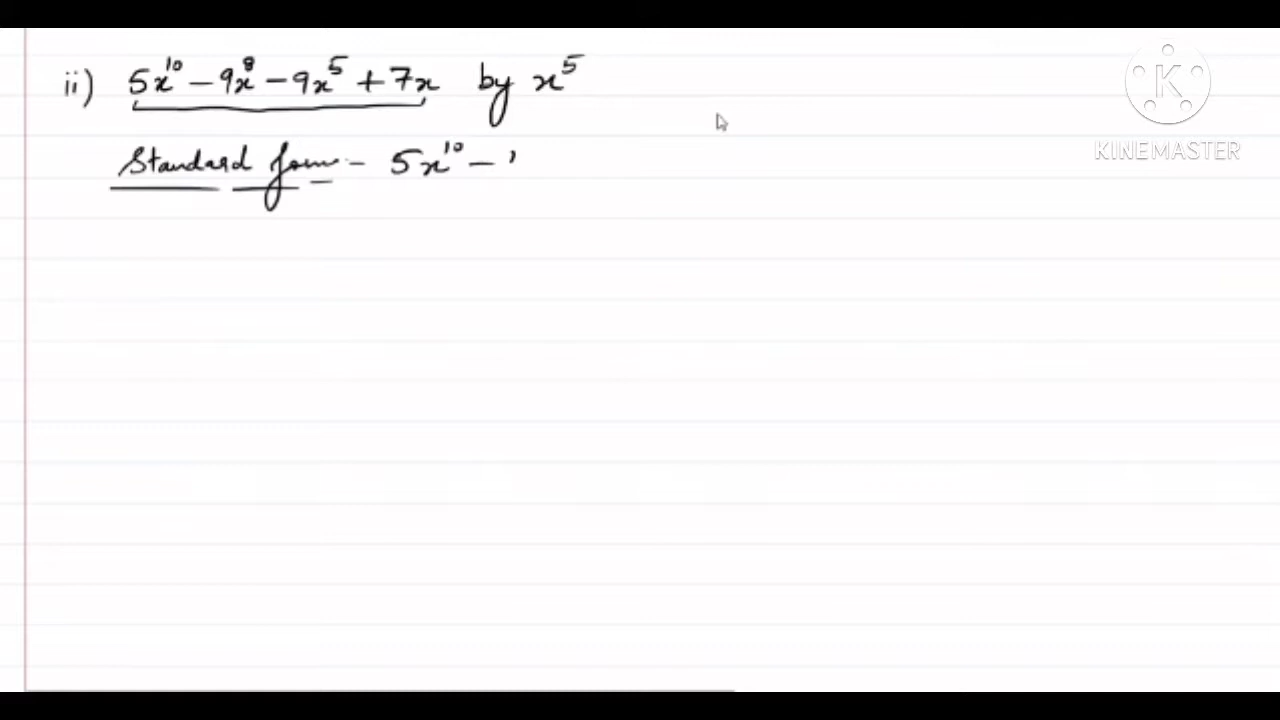 ii) 5x¹⁰ - 9x⁸ - 9x⁵ + 7x by x⁵
Standard form - 5x¹⁰ -
K
KINEMASTER